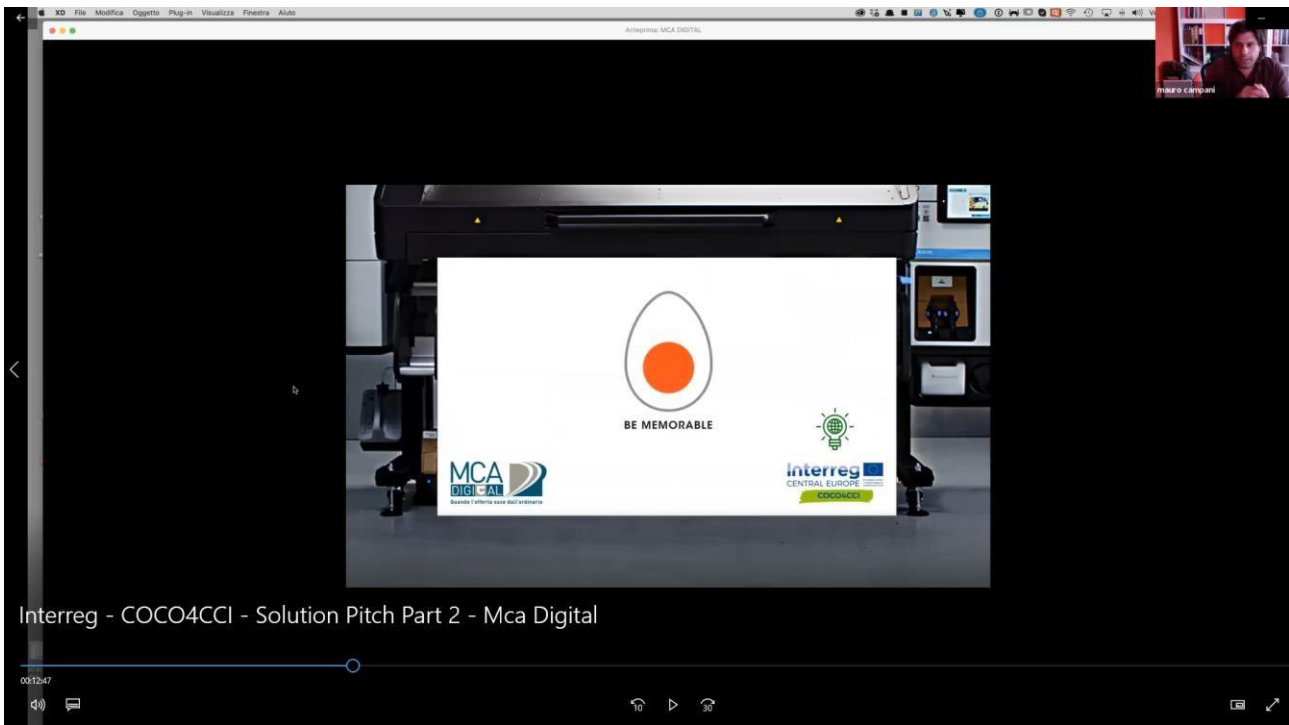 XD File Modifica Oggetto Plug-in Visualizza Finestra Aiuto
Anteprima: MCA DIGITAL
mauro campani
BE MEMORABLE
MCA
DIGITAL
Quando l'offerta esce dall'ordinario
Interreg
CENTRAL EUROPE
COCO4CCI
Interreg - COCO4CCI - Solution Pitch Part 2 - Mca Digital
00:12:47
10
30